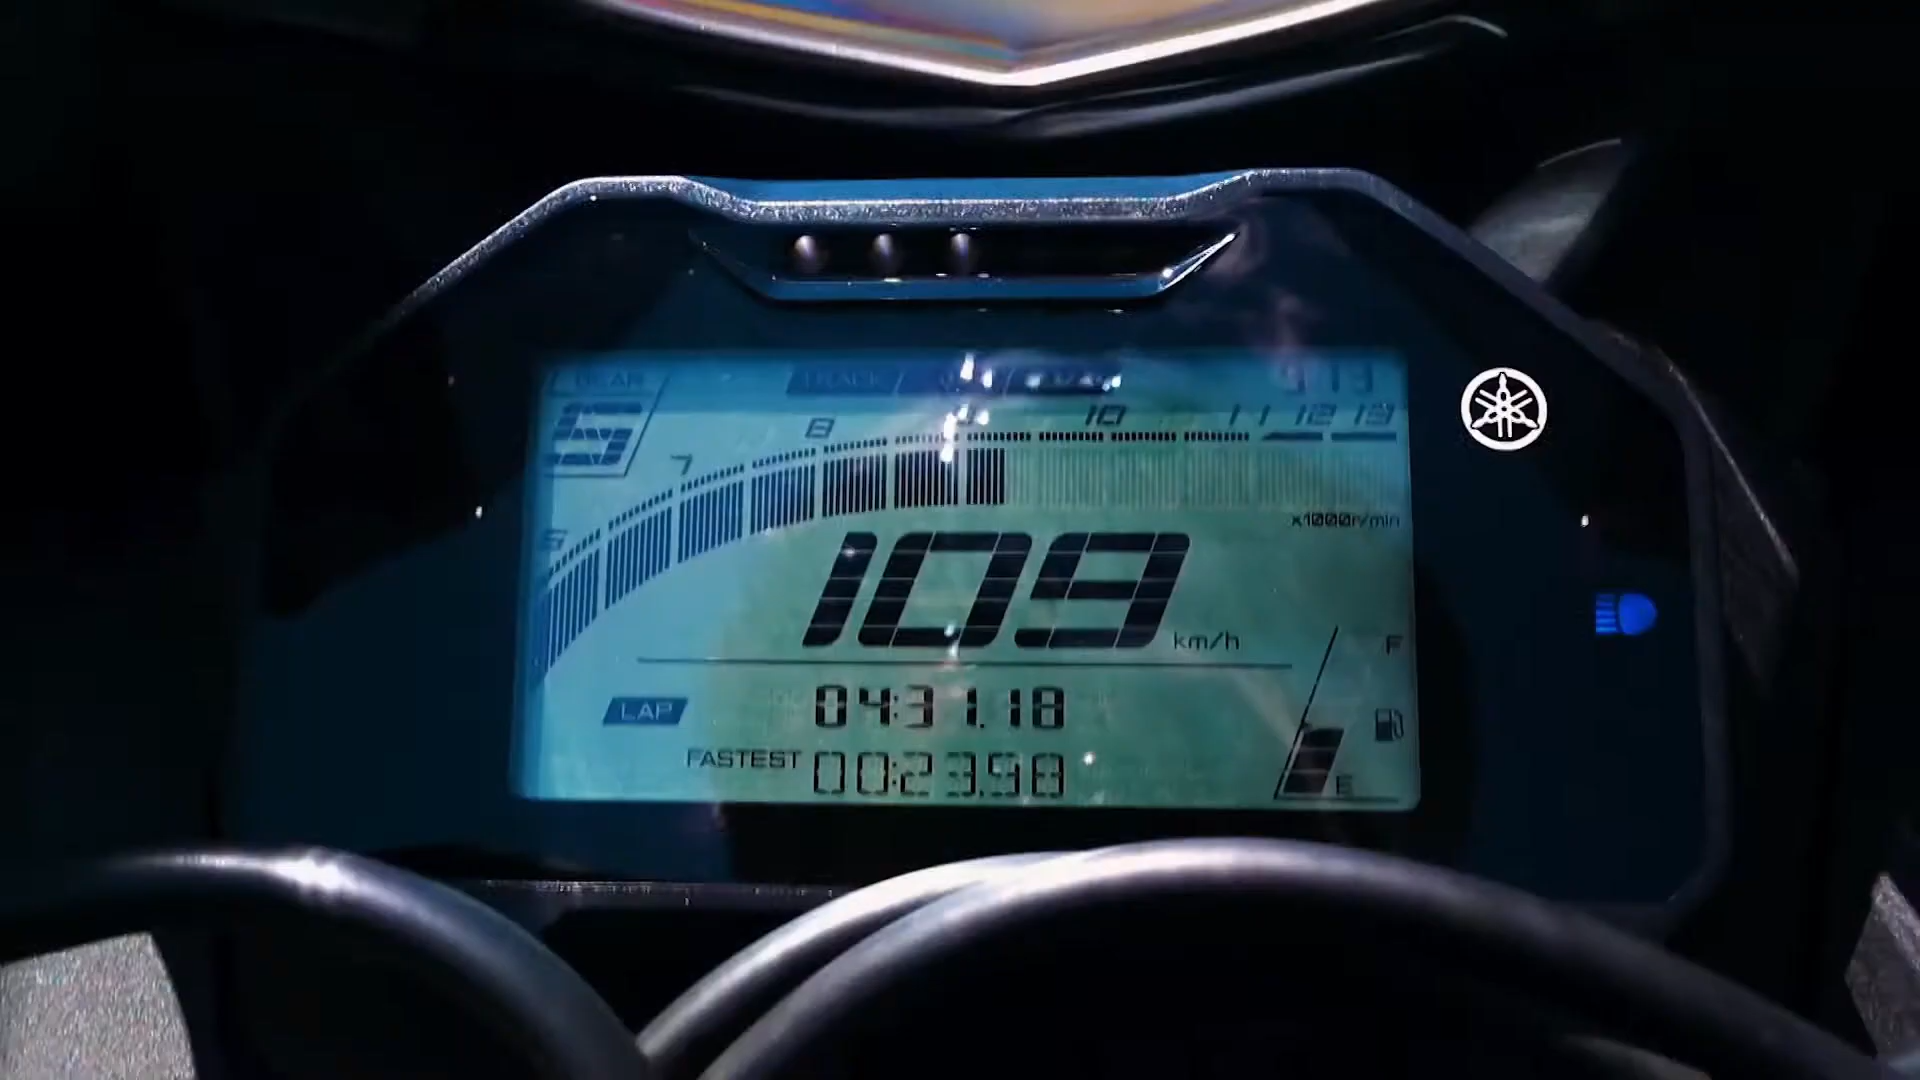 GEAR TRACK
7 8 9 10 11 12 13
6
x1000r/min
109 km/h
F
LAP 04:31.18
FASTEST 00:23.98
E